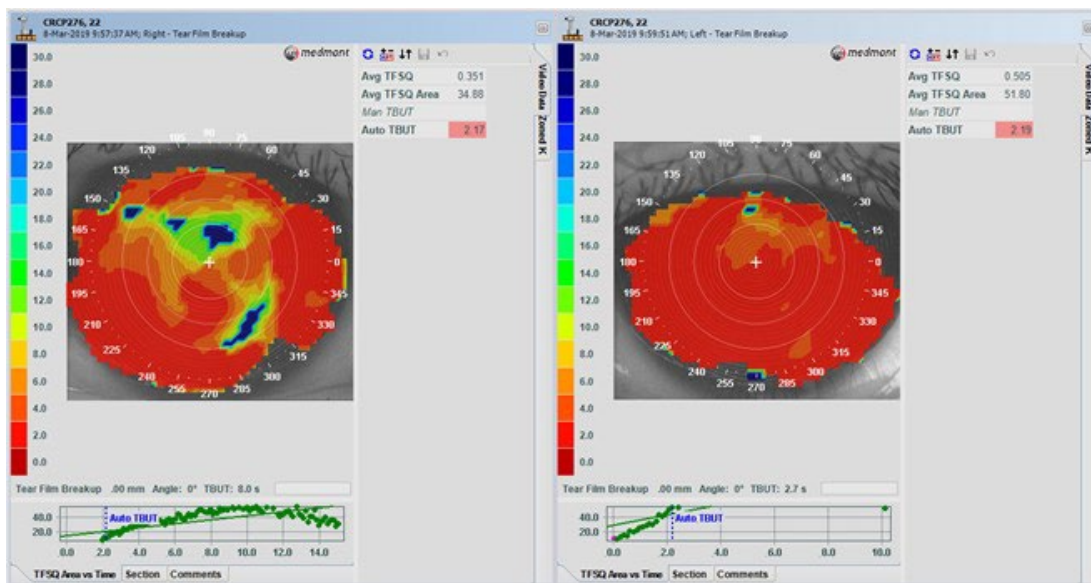 CRCP276, 22
8-Mar-2019 9:57:37 AM; Right - Tear Film Breakup
medmont
30.0
28.0
26.0
24.0
22.0
20.0
18.0
16.0
14.0
12.0
10.0
8.0
6.0
4.0
2.0
0.0
105 90 75
120 60
135 45
150 30
165 15
180 0
195 345
210 330
225 315
240 300
255 270 285
Avg TFSQ 0.351
Avg TFSQ Area 34.88
Man TBUT
Auto TBUT 2.17
Video Data
Zoned K
Tear Film Breakup .00 mm Angle: 0° TBUT: 8.0 s
40.0
20.0
Auto TBUT
.0 2.0 4.0 6.0 8.0 10.0 12.0 14.0
TFSQ Area vs Time Section Comments
CRCP276, 22
8-Mar-2019 9:59:51 AM; Left - Tear Film Breakup
medmont
30.0
28.0
26.0
24.0
22.0
20.0
18.0
16.0
14.0
12.0
10.0
8.0
6.0
4.0
2.0
0.0
105 90 75
120 60
135 45
150 30
165 15
180 0
195 345
210 330
225 315
240 300
255 270 285
Avg TFSQ 0.505
Avg TFSQ Area 51.80
Man TBUT
Auto TBUT 2.19
Video Data
Zoned K
Tear Film Breakup .00 mm Angle: 0° TBUT: 2.7 s
40.0
20.0
Auto TBUT
.0 2.0 4.0 6.0 8.0 10.0
TFSQ Area vs Time Section Comments